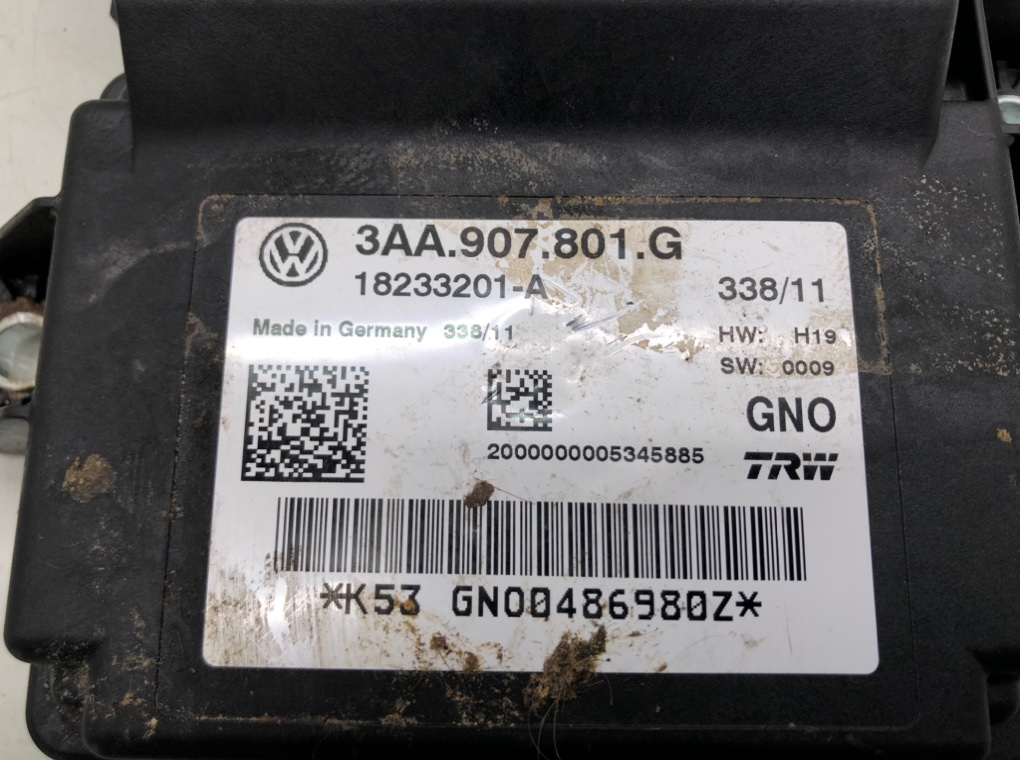 3AA.907.801.G
18233201-A 338/11
Made in Germany 338/11 HW: H19
SW: 0009
GNO
2000000005345885 TRW
*K53 GNO0486980Z*